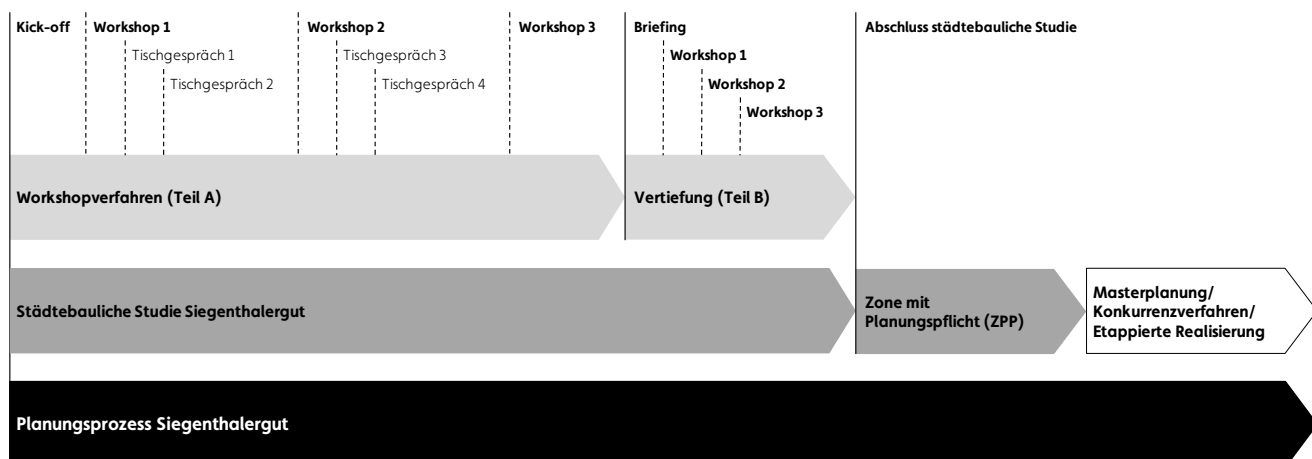 Kick-off
Workshop 1
Workshop 2
Workshop 3
Briefing
Abschluss städtebauliche Studie
Tischgespräch 1
Tischgespräch 3
Workshop 1
Tischgespräch 2
Tischgespräch 4
Workshop 2
Workshop 3
Workshopverfahren (Teil A)
Vertiefung (Teil B)
Städtebauliche Studie Siegenthalergut
Zone mit
Planungspflicht (ZPP)
Masterplanung/
Konkurrenzverfahren/
Etappierte Realisierung
Planungsprozess Siegenthalergut